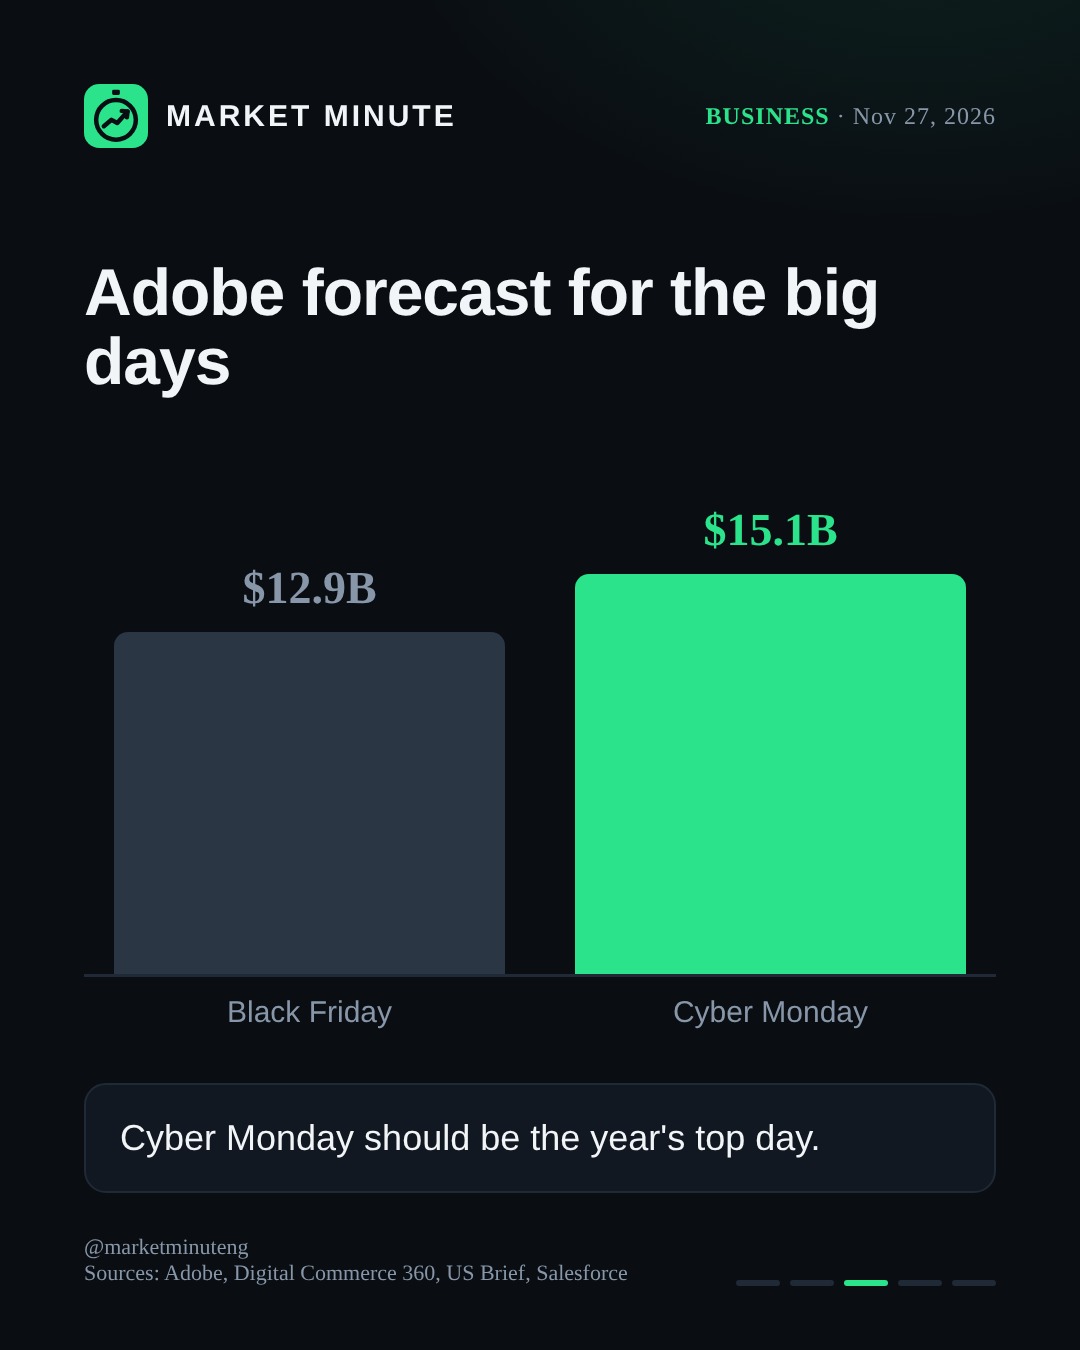 MARKET MINUTE
BUSINESS · Nov 27, 2026
Adobe forecast for the big
days
$12.9B
$15.1B
Black Friday
Cyber Monday
Cyber Monday should be the year's top day.
@marketminuteng
Sources: Adobe, Digital Commerce 360, US Brief, Salesforce